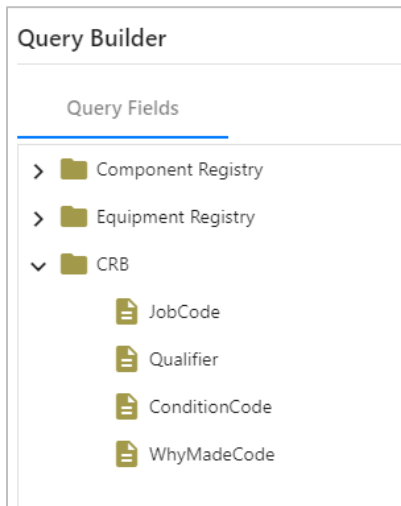 Query Builder
Query Fields
Component Registry
Equipment Registry
CRB
JobCode
Qualifier
ConditionCode
WhyMadeCode